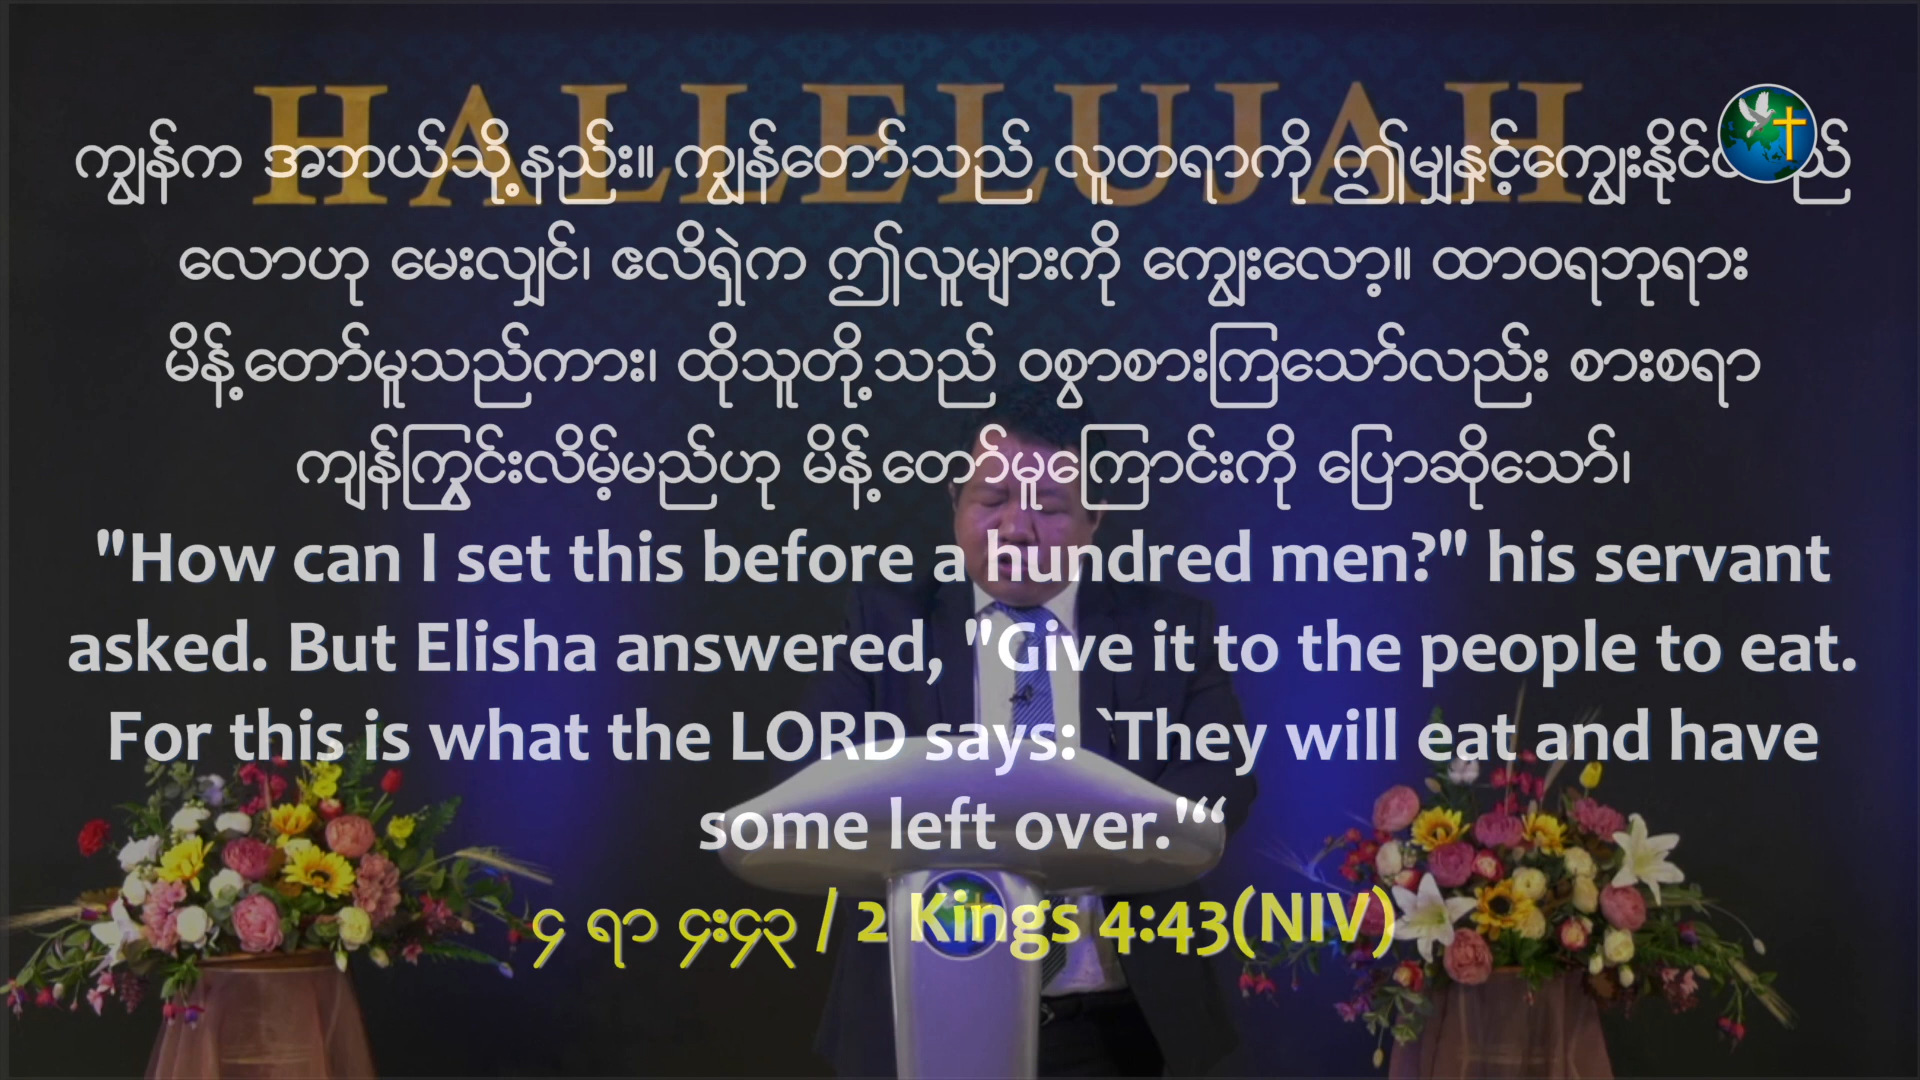 HALLELUJAH
ကျွန်က အဘယ်သို့နည်း။ ကျွန်တော်သည် လူတရာကို ဤမျှနှင့်ကျွေးနိုင်
လောဟု မေးလျှင်၊ ဧလိရှဲက ဤလူများကို ကျွေးလော့။ ထာဝရဘုရား
မိန့်တော်မူသည်ကား၊ ထိုသူတို့သည် ဝစွာစားကြသော်လည်း စားစရာ
ကျန်ကြွင်းလိမ့်မည်ဟု မိန့်တော်မူကြောင်းကို ပြောဆိုသော်၊
"How can I set this before a hundred men?" his servant
asked. But Elisha answered, "Give it to the people to eat.
For this is what the LORD says: `They will eat and have
some left over.'“
၄ ရာ ၄း၄၃ / 2 Kings 4:43(NIV)